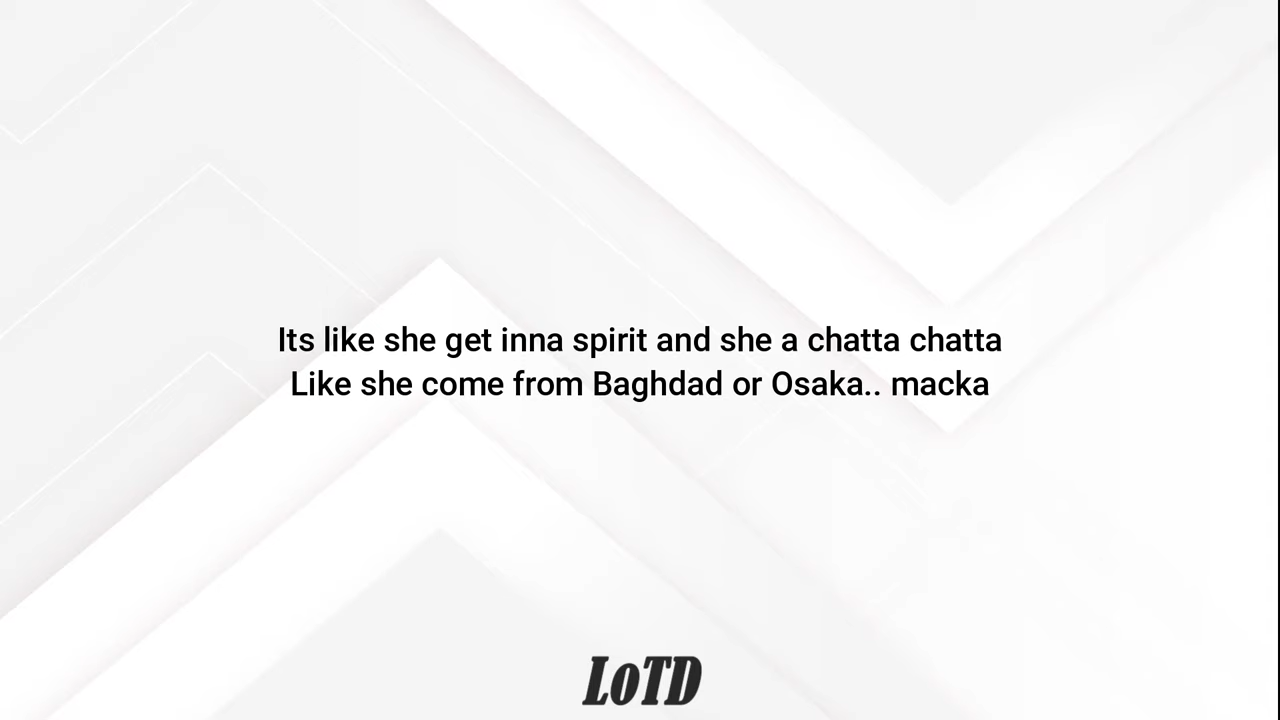 Its like she get inna spirit and she a chatta chatta
Like she come from Baghdad or Osaka.. macka
LoTD